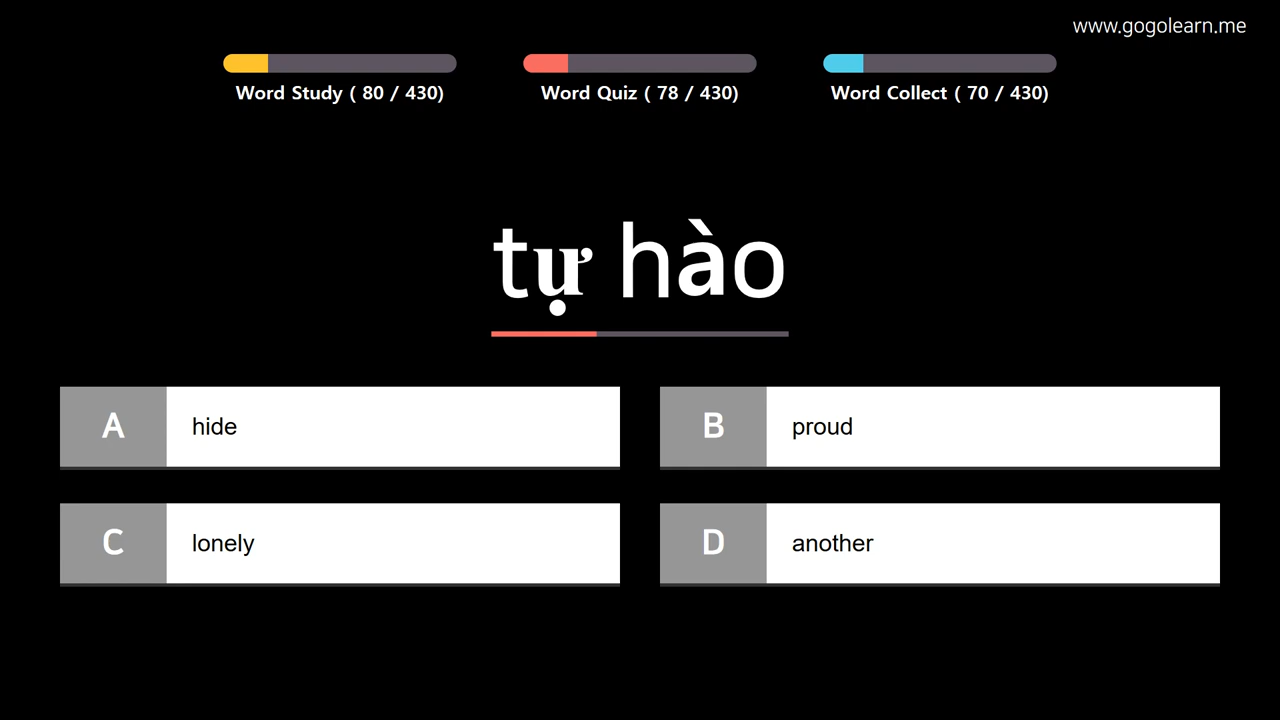 www.gogolearn.me
Word Study ( 80 / 430)
Word Quiz ( 78 / 430)
Word Collect ( 70 / 430)
tự hào
A hide
B proud
C lonely
D another